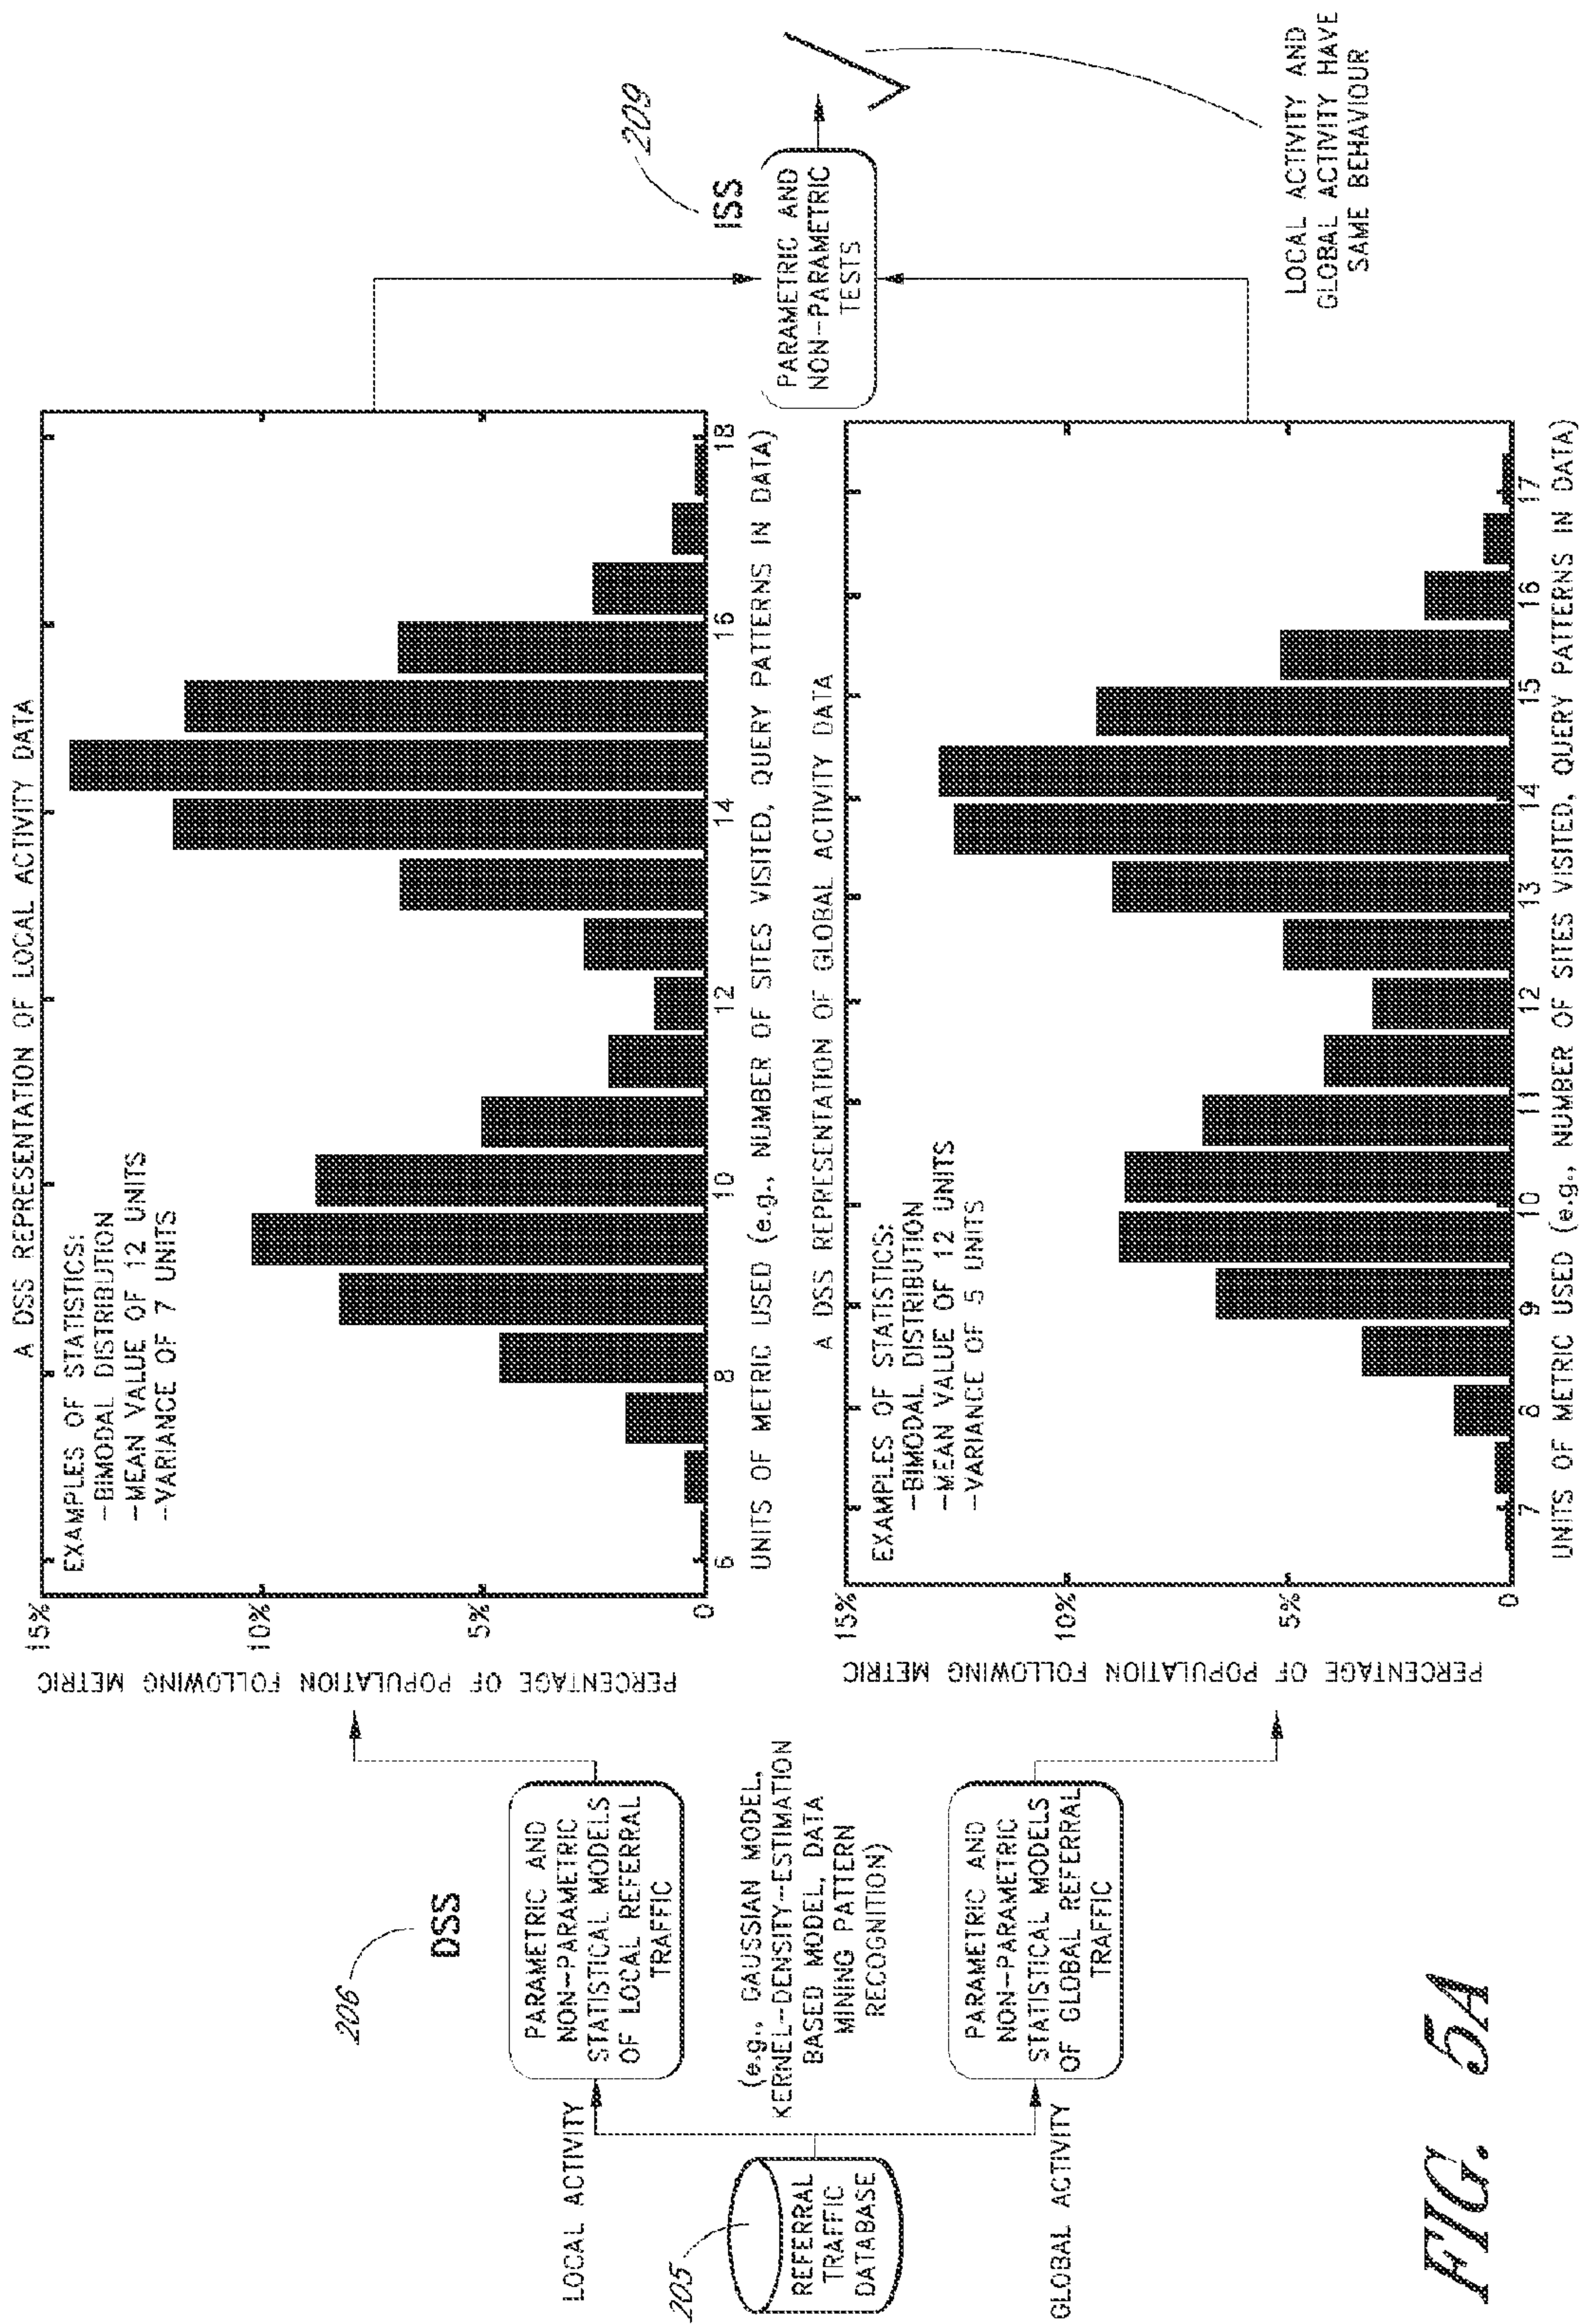 205
REFERRAL
TRAFFIC
DATABASE
LOCAL ACTIVITY
GLOBAL ACTIVITY
206
DSS
PARAMETRIC AND
NON-PARAMETRIC
STATISTICAL MODELS
OF LOCAL REFERRAL
TRAFFIC
(e.g., GAUSSIAN MODEL,
KERNEL-DENSITY-ESTIMATION
BASED MODEL, DATA
MINING PATTERN
RECOGNITION)
PARAMETRIC AND
NON-PARAMETRIC
STATISTICAL MODELS
OF GLOBAL REFERRAL
TRAFFIC
A DSS REPRESENTATION OF LOCAL ACTIVITY DATA
PERCENTAGE OF POPULATION FOLLOWING METRIC
15%
10%
5%
0
EXAMPLES OF STATISTICS:
-BIMODAL DISTRIBUTION
-MEAN VALUE OF 12 UNITS
-VARIANCE OF 7 UNITS
6 8 10 12 14 16 18
UNITS OF METRIC USED (e.g., NUMBER OF SITES VISITED, QUERY PATTERNS IN DATA)
A DSS REPRESENTATION OF GLOBAL ACTIVITY DATA
PERCENTAGE OF POPULATION FOLLOWING METRIC
15%
10%
5%
0
EXAMPLES OF STATISTICS:
-BIMODAL DISTRIBUTION
-MEAN VALUE OF 12 UNITS
-VARIANCE OF 5 UNITS
7 8 9 10 11 12 13 14 15 16 17
UNITS OF METRIC USED (e.g., NUMBER OF SITES VISITED, QUERY PATTERNS IN DATA)
209
ISS
PARAMETRIC AND
NON-PARAMETRIC
TESTS
LOCAL ACTIVITY AND
GLOBAL ACTIVITY HAVE
SAME BEHAVIOUR
FIG. 5A